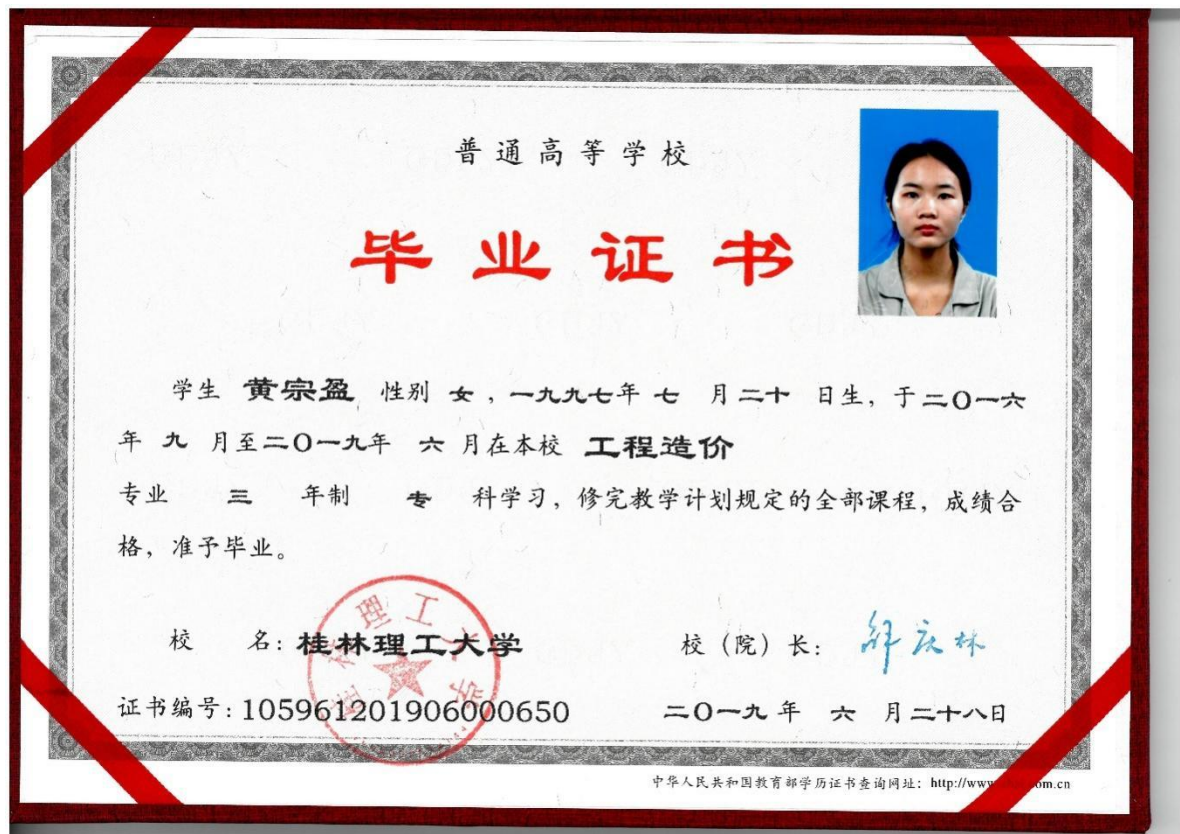 普通高等学校
毕业证书
学生 黄宗盈 性别 女，一九九七年 七 月二十 日生，于二〇一六
年 九 月至二〇一九年 六 月在本校 工程造价
专业 三 年制 专 科学习，修完教学计划规定的全部课程，成绩合
格，准予毕业。
校 名：桂林理工大学
校（院）长：
桂林理工大学
证书编号：105961201906000650
二〇一九 年 六 月二十八日
中华人民共和国教育部学历证书查询网址：http://www
om.cn